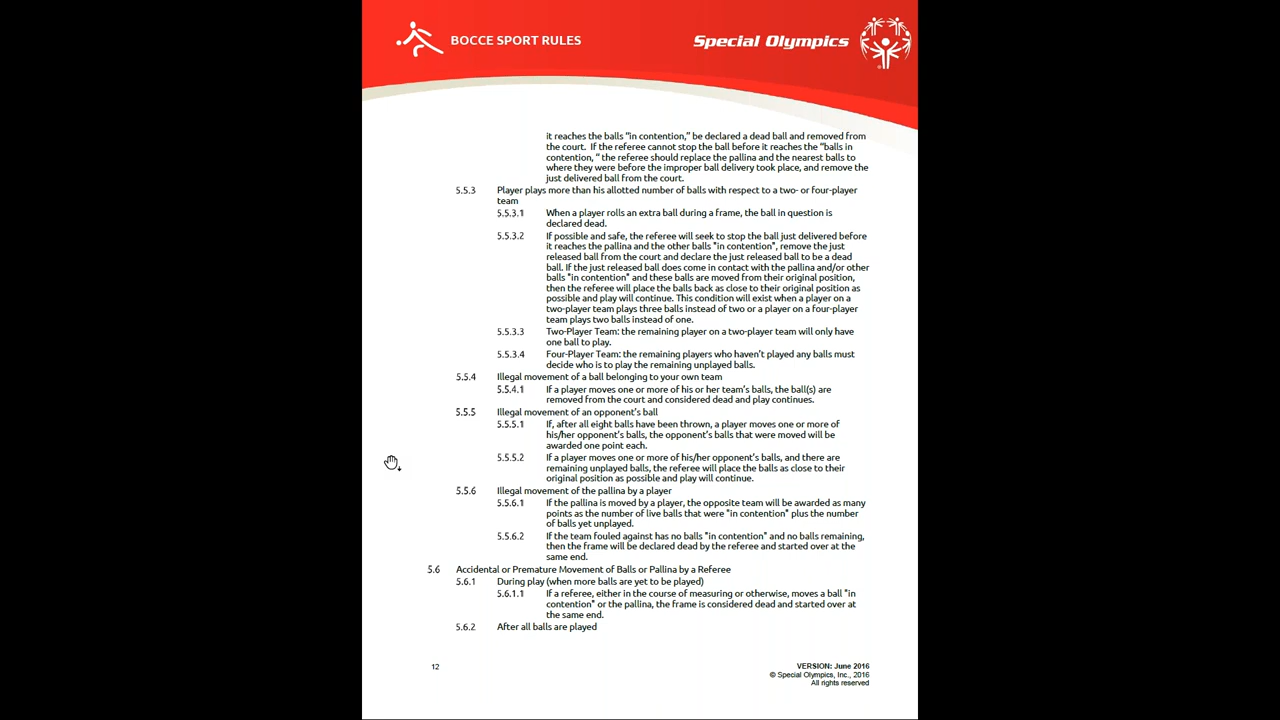 BOCCE SPORT RULES
Special Olympics
it reaches the balls “in contention,” be declared a dead ball and removed from
the court. If the referee cannot stop the ball before it reaches the “balls in
contention, “ the referee should replace the pallina and the nearest balls to
where they were before the improper ball delivery took place, and remove the
just delivered ball from the court.
5.5.3 Player plays more than his allotted number of balls with respect to a two- or four-player
team
5.5.3.1 When a player rolls an extra ball during a frame, the ball in question is
declared dead.
5.5.3.2 If possible and safe, the referee will seek to stop the ball just delivered before
it reaches the pallina and the other balls "in contention", remove the just
released ball from the court and declare the just released ball to be a dead
ball. If the just released ball does come in contact with the pallina and/or other
balls "in contention" and these balls are moved from their original position,
then the referee will place the balls back as close to their original position as
possible and play will continue. This condition will exist when a player on a
two-player team plays three balls instead of two or a player on a four-player
team plays two balls instead of one.
5.5.3.3 Two-Player Team: the remaining player on a two-player team will only have
one ball to play.
5.5.3.4 Four-Player Team: the remaining players who haven’t played any balls must
decide who is to play the remaining unplayed balls.
5.5.4 Illegal movement of a ball belonging to your own team
5.5.4.1 If a player moves one or more of his or her team’s balls, the ball(s) are
removed from the court and considered dead and play continues.
5.5.5 Illegal movement of an opponent’s ball
5.5.5.1 If, after all eight balls have been thrown, a player moves one or more of
his/her opponent’s balls, the opponent’s balls that were moved will be
awarded one point each.
5.5.5.2 If a player moves one or more of his/her opponent’s balls, and there are
remaining unplayed balls, the referee will place the balls as close to their
original position as possible and play will continue.
5.5.6 Illegal movement of the pallina by a player
5.5.6.1 If the pallina is moved by a player, the opposite team will be awarded as many
points as the number of live balls that were "in contention" plus the number
of balls yet unplayed.
5.5.6.2 If the team fouled against has no balls "in contention" and no balls remaining,
then the frame will be declared dead by the referee and started over at the
same end.
5.6 Accidental or Premature Movement of Balls or Pallina by a Referee
5.6.1 During play (when more balls are yet to be played)
5.6.1.1 If a referee, either in the course of measuring or otherwise, moves a ball "in
contention" or the pallina, the frame is considered dead and started over at
the same end.
5.6.2 After all balls are played
12
VERSION: June 2016
© Special Olympics, Inc., 2016
All rights reserved